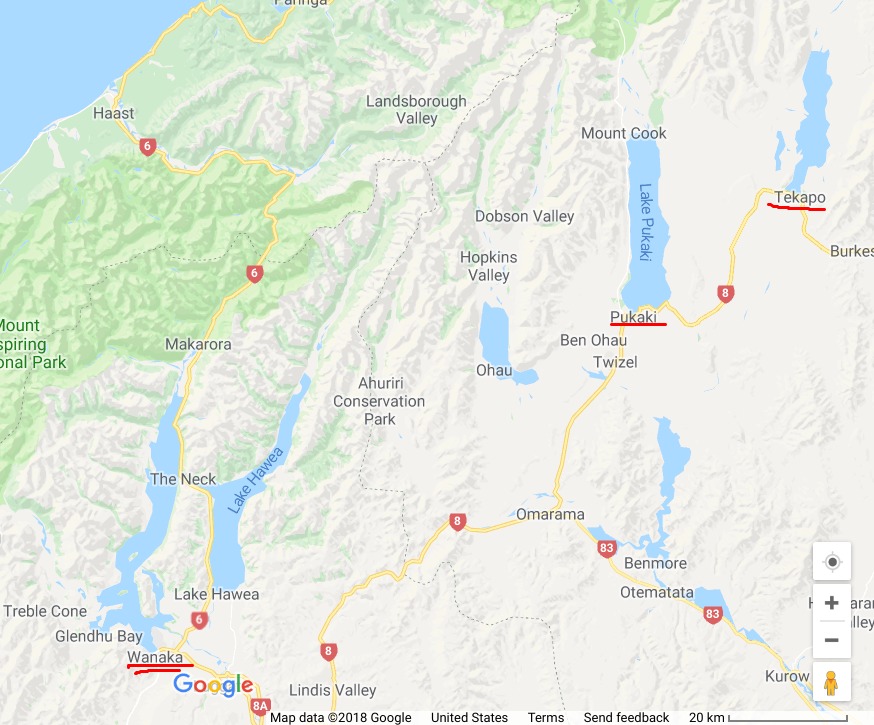 Haast
6
Landsborough
Valley
Mount Cook
Lake Pukaki
Tekapo
Dobson Valley
Burkes
Hopkins
Valley
6
8
Mount
spiring
onal Park
Makarora
Pukaki
Ben Ohau
Twizel
Ohau
Ahuriri
Conservation
Park
The Neck
Lake Hawea
8
Omarama
83
Benmore
Otematata
83
Treble Cone
Lake Hawea
6
Glendhu Bay
Wanaka
8
Kurow
Google
Lindis Valley
8A
Map data ©2018 Google United States Terms Send feedback 20 km